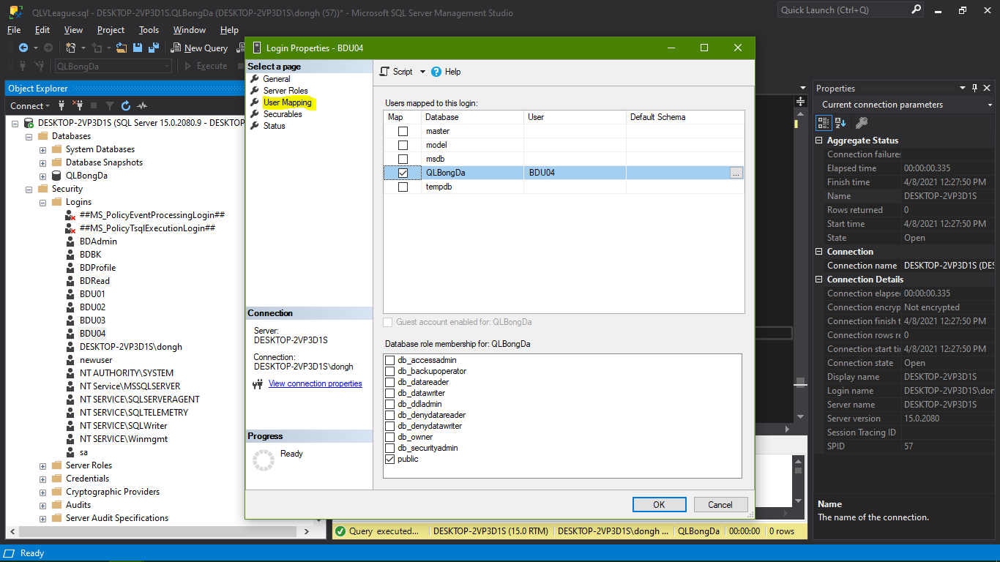 QLVLeague.sql - DESKTOP-2VP3D1S.QLBongDa (DESKTOP-2VP3D1S\dongh (57))* - Microsoft SQL Server Management Studio
Quick Launch (Ctrl+Q)
File Edit View Project Tools Window Help
New Query
QLBongDa
Execute
Object Explorer
Connect
DESKTOP-2VP3D1S (SQL Server 15.0.2080.9 - DESKTOP
Databases
System Databases
Database Snapshots
QLBongDa
Security
Logins
##MS_PolicyEventProcessingLogin##
##MS_PolicyTsqlExecutionLogin##
BDAdmin
BDBK
BDProfile
BDRead
BDU01
BDU02
BDU03
BDU04
DESKTOP-2VP3D1S\dongh
newuser
NT AUTHORITY\SYSTEM
NT Service\MSSQLSERVER
NT SERVICE\SQLSERVERAGENT
NT SERVICE\SQLTELEMETRY
NT SERVICE\SQLWriter
NT SERVICE\Winmgmt
sa
Server Roles
Credentials
Cryptographic Providers
Audits
Server Audit Specifications
Login Properties - BDU04
Select a page
General
Server Roles
User Mapping
Securables
Status
Connection
Server:
DESKTOP-2VP3D1S
Connection:
DESKTOP-2VP3D1S\dongh
View connection properties
Progress
Ready
Script Help
Users mapped to this login:
Map Database User Default Schema
master
model
msdb
QLBongDa BDU04 ...
tempdb
Guest account enabled for: QLBongDa
Database role membership for: QLBongDa
db_accessadmin
db_backupoperator
db_datareader
db_datawriter
db_ddladmin
db_denydatareader
db_denydatawriter
db_owner
db_securityadmin
public
OK Cancel
Query executed... DESKTOP-2VP3D1S (15.0 RTM) DESKTOP-2VP3D1S\dongh ... QLBongDa 00:00:00 0 rows
Properties
Current connection parameters
Aggregate Status
Connection failures
Elapsed time 00:00:00.335
Finish time 4/8/2021 12:27:50 PM
Name DESKTOP-2VP3D1S
Rows returned 0
Start time 4/8/2021 12:27:50 PM
State Open
Connection
Connection name DESKTOP-2VP3D1S (DES
Connection Details
Connection elapse 00:00:00.335
Connection encryp Not encrypted
Connection finish t 4/8/2021 12:27:50 PM
Connection rows re 0
Connection start tir 4/8/2021 12:27:50 PM
Connection state Open
Display name DESKTOP-2VP3D1S
Login name DESKTOP-2VP3D1S\don
Server name DESKTOP-2VP3D1S
Server version 15.0.2080
Session Tracing ID
SPID 57
Name
The name of the connection.
Ready